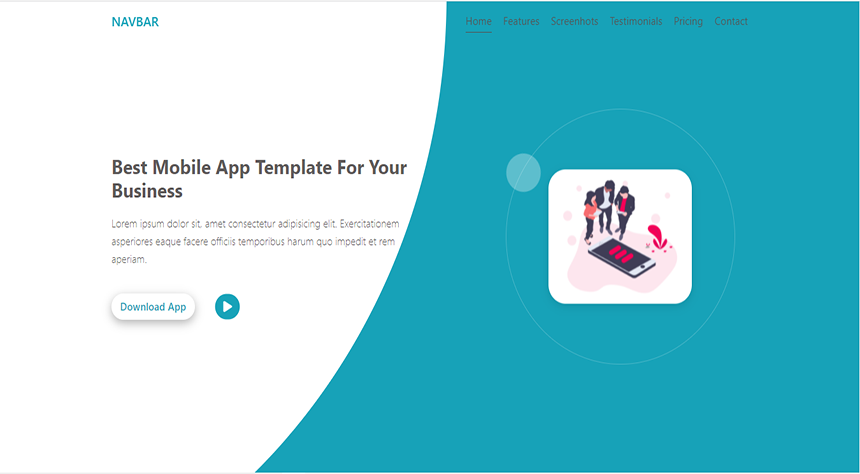 NAVBAR
Home Features Screenhots Testimonials Pricing Contact
Best Mobile App Template For Your
Business
Lorem ipsum dolor sit, amet consectetur adipisicing elit. Exercitationem
asperiores eaque facere officiis temporibus harum quo impedit et rem
aperiam.
Download App